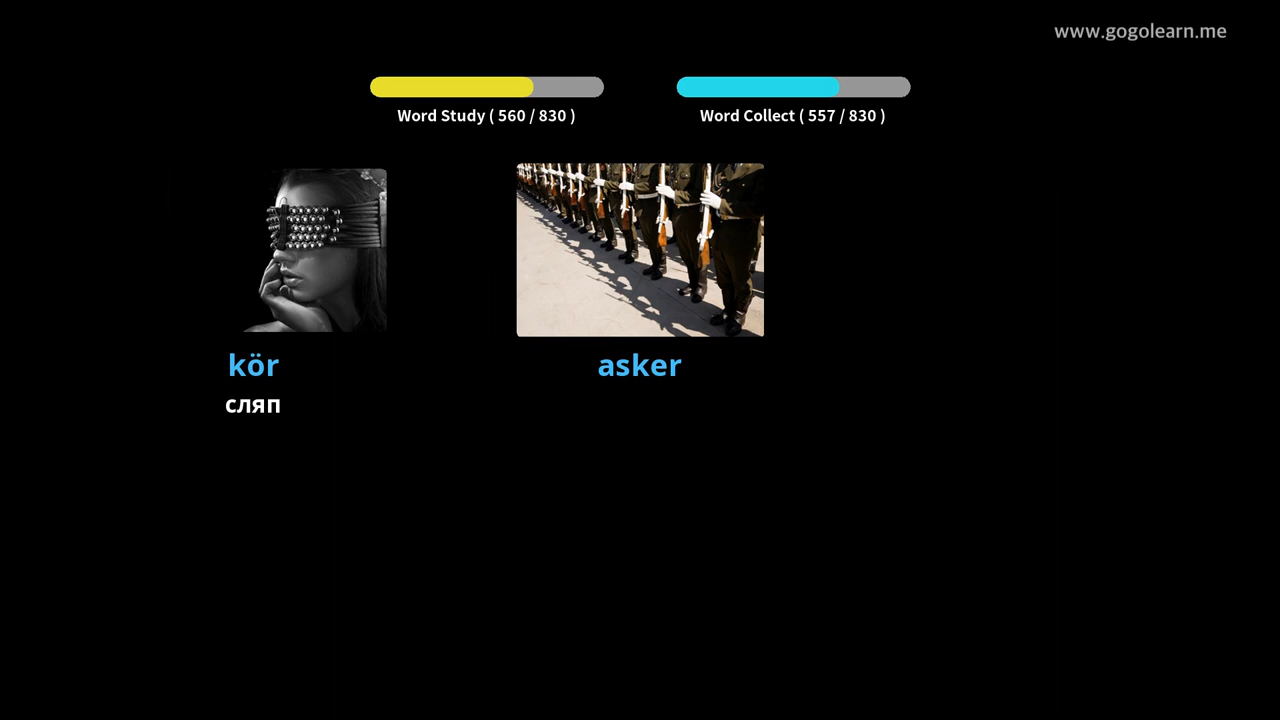 www.gogolearn.me
Word Study ( 560 / 830 )
Word Collect ( 557 / 830 )
kör
asker
сляп